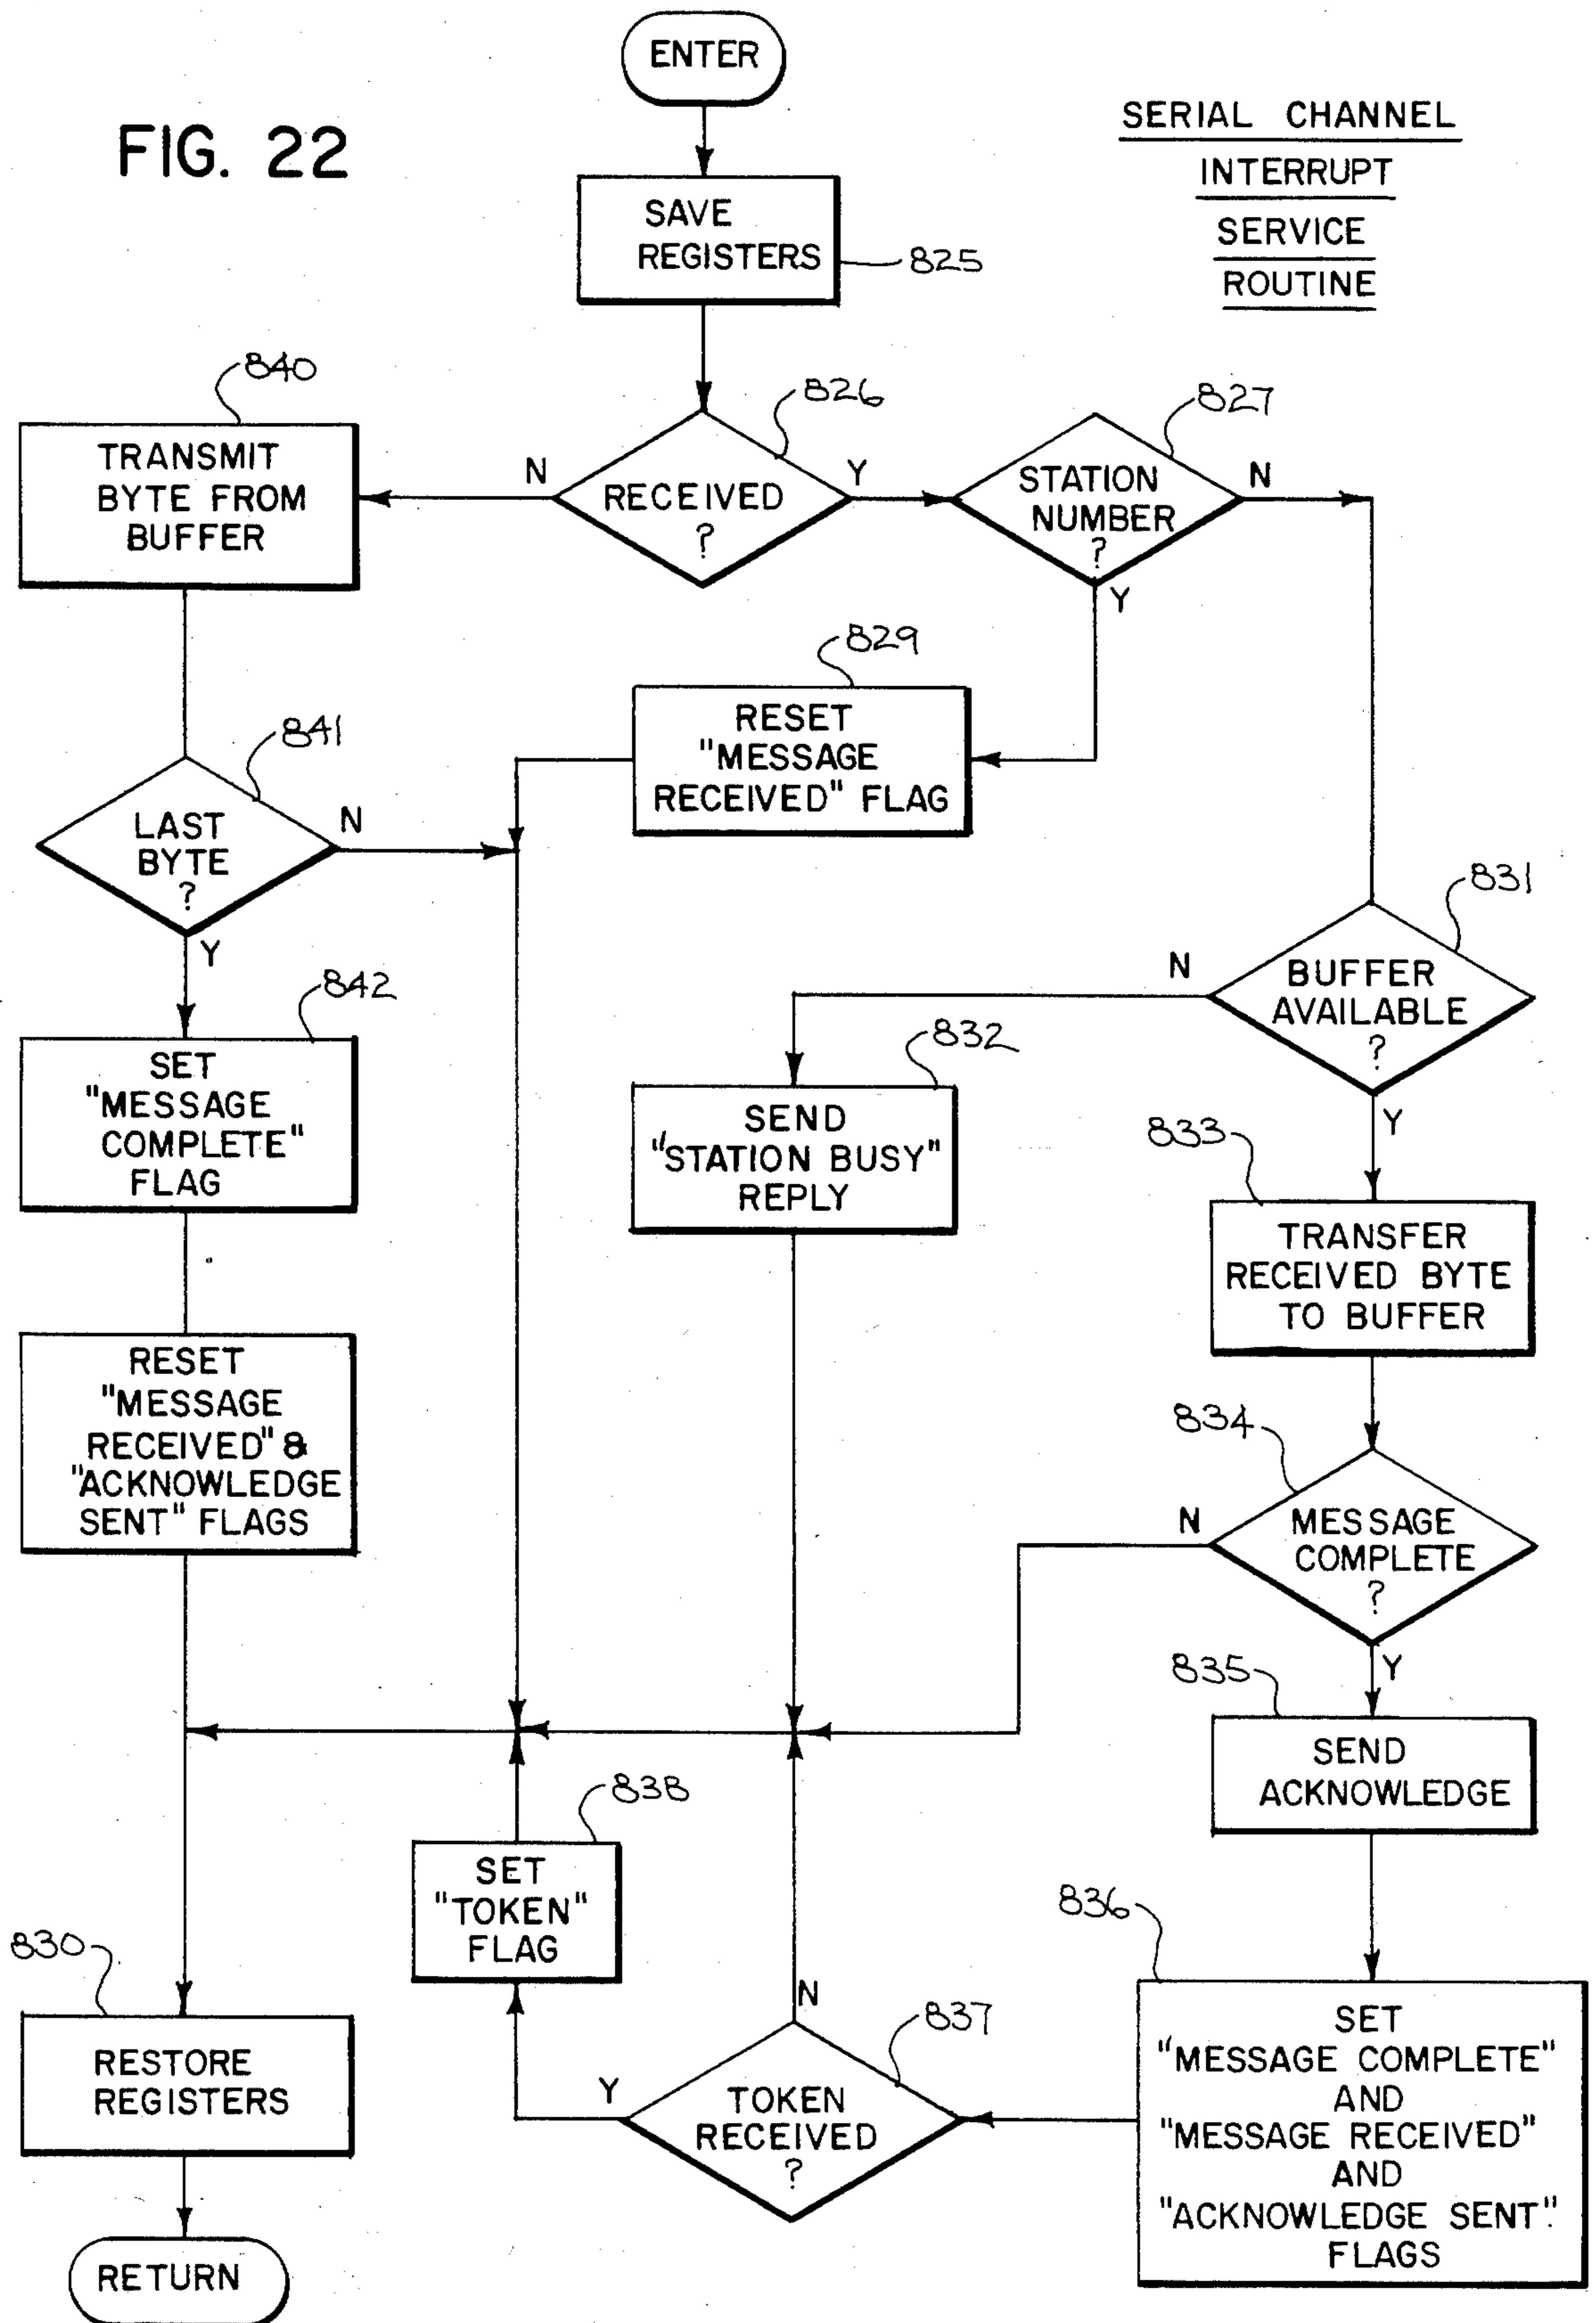 ENTER
FIG. 22
SERIAL CHANNEL
INTERRUPT
SERVICE
ROUTINE
SAVE
REGISTERS
825
840
826
827
TRANSMIT
BYTE FROM
BUFFER
N
RECEIVED
?
Y
STATION
NUMBER
?
N
Y
829
RESET
"MESSAGE
RECEIVED" FLAG
841
LAST
BYTE
?
N
Y
831
BUFFER
AVAILABLE
?
N
Y
842
SET
"MESSAGE
COMPLETE"
FLAG
832
SEND
"STATION BUSY"
REPLY
833
TRANSFER
RECEIVED BYTE
TO BUFFER
RESET
"MESSAGE
RECEIVED" &
"ACKNOWLEDGE
SENT" FLAGS
834
MESSAGE
COMPLETE
?
N
Y
835
SEND
ACKNOWLEDGE
838
SET
"TOKEN"
FLAG
836
SET
"MESSAGE COMPLETE"
AND
"MESSAGE RECEIVED"
AND
"ACKNOWLEDGE SENT"
FLAGS
837
N
TOKEN
RECEIVED
?
Y
830
RESTORE
REGISTERS
RETURN